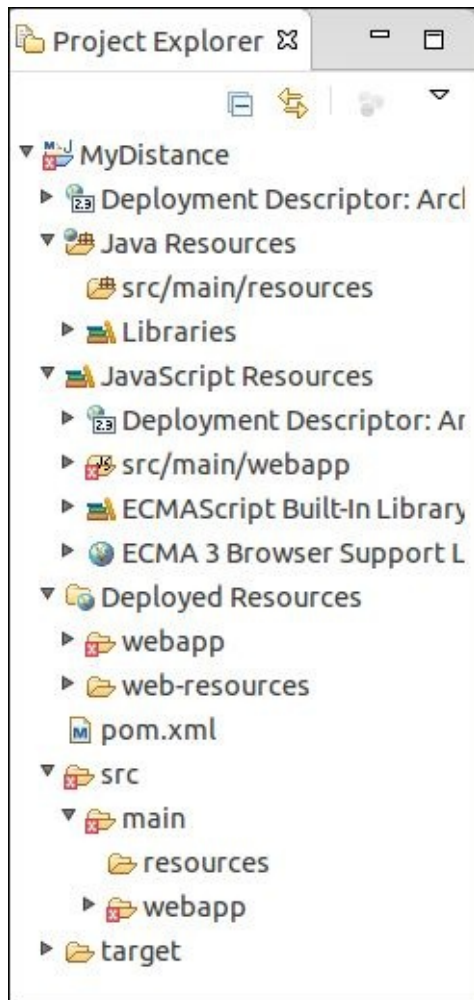 Project Explorer
MyDistance
Deployment Descriptor: Arcl
Java Resources
src/main/resources
Libraries
JavaScript Resources
Deployment Descriptor: Ar
src/main/webapp
ECMAScript Built-In Library
ECMA 3 Browser Support L
Deployed Resources
webapp
web-resources
pom.xml
src
main
resources
webapp
target